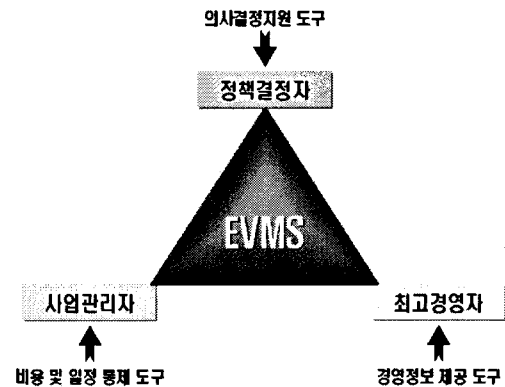 의사결정지원 도구
정책결정자
EVMS
사업관리자
최고경영자
비용 및 일정 통제 도구
경영정보 제공 도구